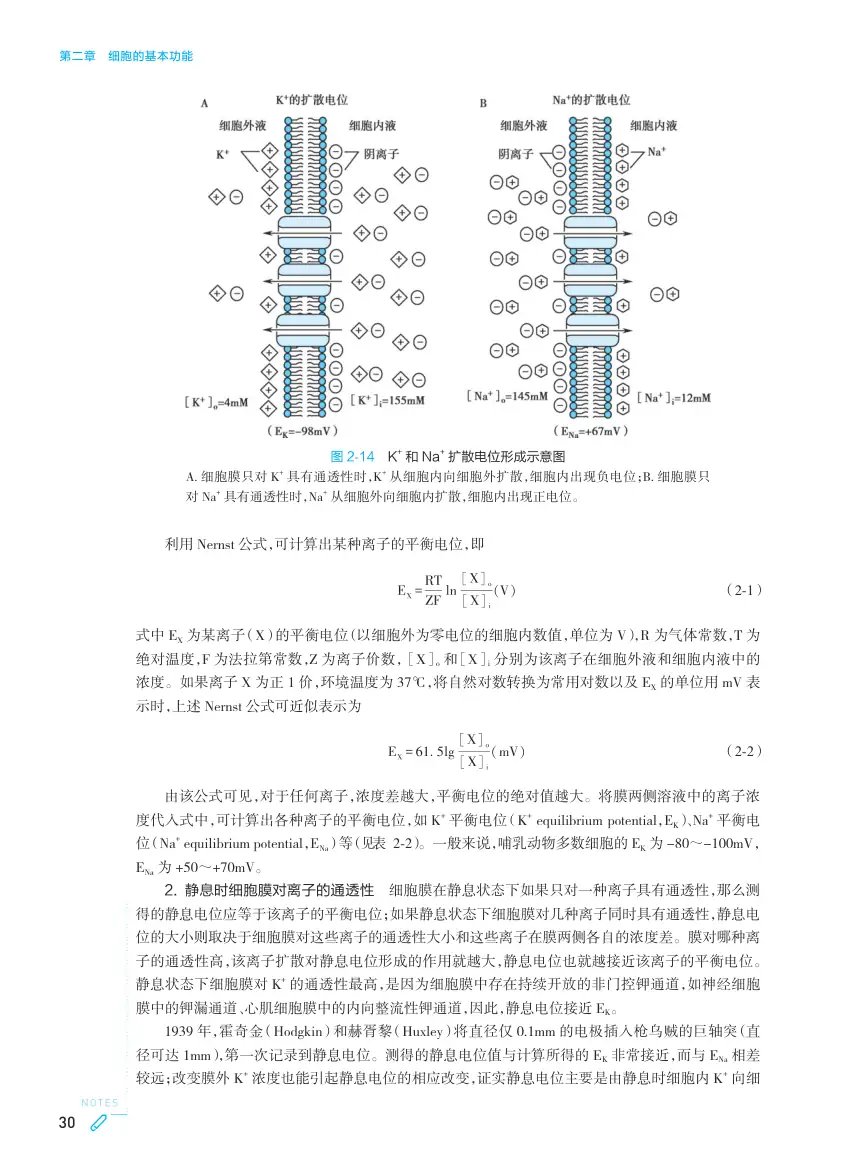 第二章 细胞的基本功能
A K⁺的扩散电位
细胞外液 细胞内液
K⁺ 阴离子
[K⁺]ₒ=4mM [K⁺]ᵢ=155mM
(E_K=-98mV)
B Na⁺的扩散电位
细胞外液 细胞内液
阴离子 Na⁺
[Na⁺]ₒ=145mM [Na⁺]ᵢ=12mM
(E_Na=+67mV)
图 2-14 K⁺ 和 Na⁺ 扩散电位形成示意图
A. 细胞膜只对 K⁺ 具有通透性时,K⁺ 从细胞内向细胞外扩散,细胞内出现负电位;B. 细胞膜只
对 Na⁺ 具有通透性时,Na⁺ 从细胞外向细胞内扩散,细胞内出现正电位。
利用 Nernst 公式,可计算出某种离子的平衡电位,即
E_X = RT/ZF ln [X]ₒ/[X]ᵢ (V) (2-1)
式中 E_X 为某离子(X)的平衡电位(以细胞外为零电位的细胞内数值,单位为 V),R 为气体常数,T 为
绝对温度,F 为法拉第常数,Z 为离子价数,[X]ₒ 和[X]ᵢ 分别为该离子在细胞外液和细胞内液中的
浓度。如果离子 X 为正 1 价,环境温度为 37℃,将自然对数转换为常用对数以及 E_X 的单位用 mV 表
示时,上述 Nernst 公式可近似表示为
E_X = 61.5lg [X]ₒ/[X]ᵢ (mV) (2-2)
由该公式可见,对于任何离子,浓度差越大,平衡电位的绝对值越大。将膜两侧溶液中的离子浓
度代入式中,可计算出各种离子的平衡电位,如 K⁺ 平衡电位(K⁺ equilibrium potential,E_K)、Na⁺ 平衡电
位(Na⁺ equilibrium potential,E_Na)等(见表 2-2)。一般来说,哺乳动物多数细胞的 E_K 为 -80~-100mV,
E_Na 为 +50~+70mV。
2. 静息时细胞膜对离子的通透性 细胞膜在静息状态下如果只对一种离子具有通透性,那么测
得的静息电位应等于该离子的平衡电位;如果静息状态下细胞膜对几种离子同时具有通透性,静息电
位的大小则取决于细胞膜对这些离子的通透性大小和这些离子在膜两侧各自的浓度差。膜对哪种离
子的通透性高,该离子扩散对静息电位形成的作用就越大,静息电位也就越接近该离子的平衡电位。
静息状态下细胞膜对 K⁺ 的通透性最高,是因为细胞膜中存在持续开放的非门控钾通道,如神经细胞
膜中的钾漏通道、心肌细胞膜中的内向整流性钾通道,因此,静息电位接近 E_K。
1939 年,霍奇金(Hodgkin)和赫胥黎(Huxley)将直径仅 0.1mm 的电极插入枪乌贼的巨轴突(直
径可达 1mm),第一次记录到静息电位。测得的静息电位值与计算所得的 E_K 非常接近,而与 E_Na 相差
较远;改变膜外 K⁺ 浓度也能引起静息电位的相应改变,证实静息电位主要是由静息时细胞内 K⁺ 向细
NOTES
30